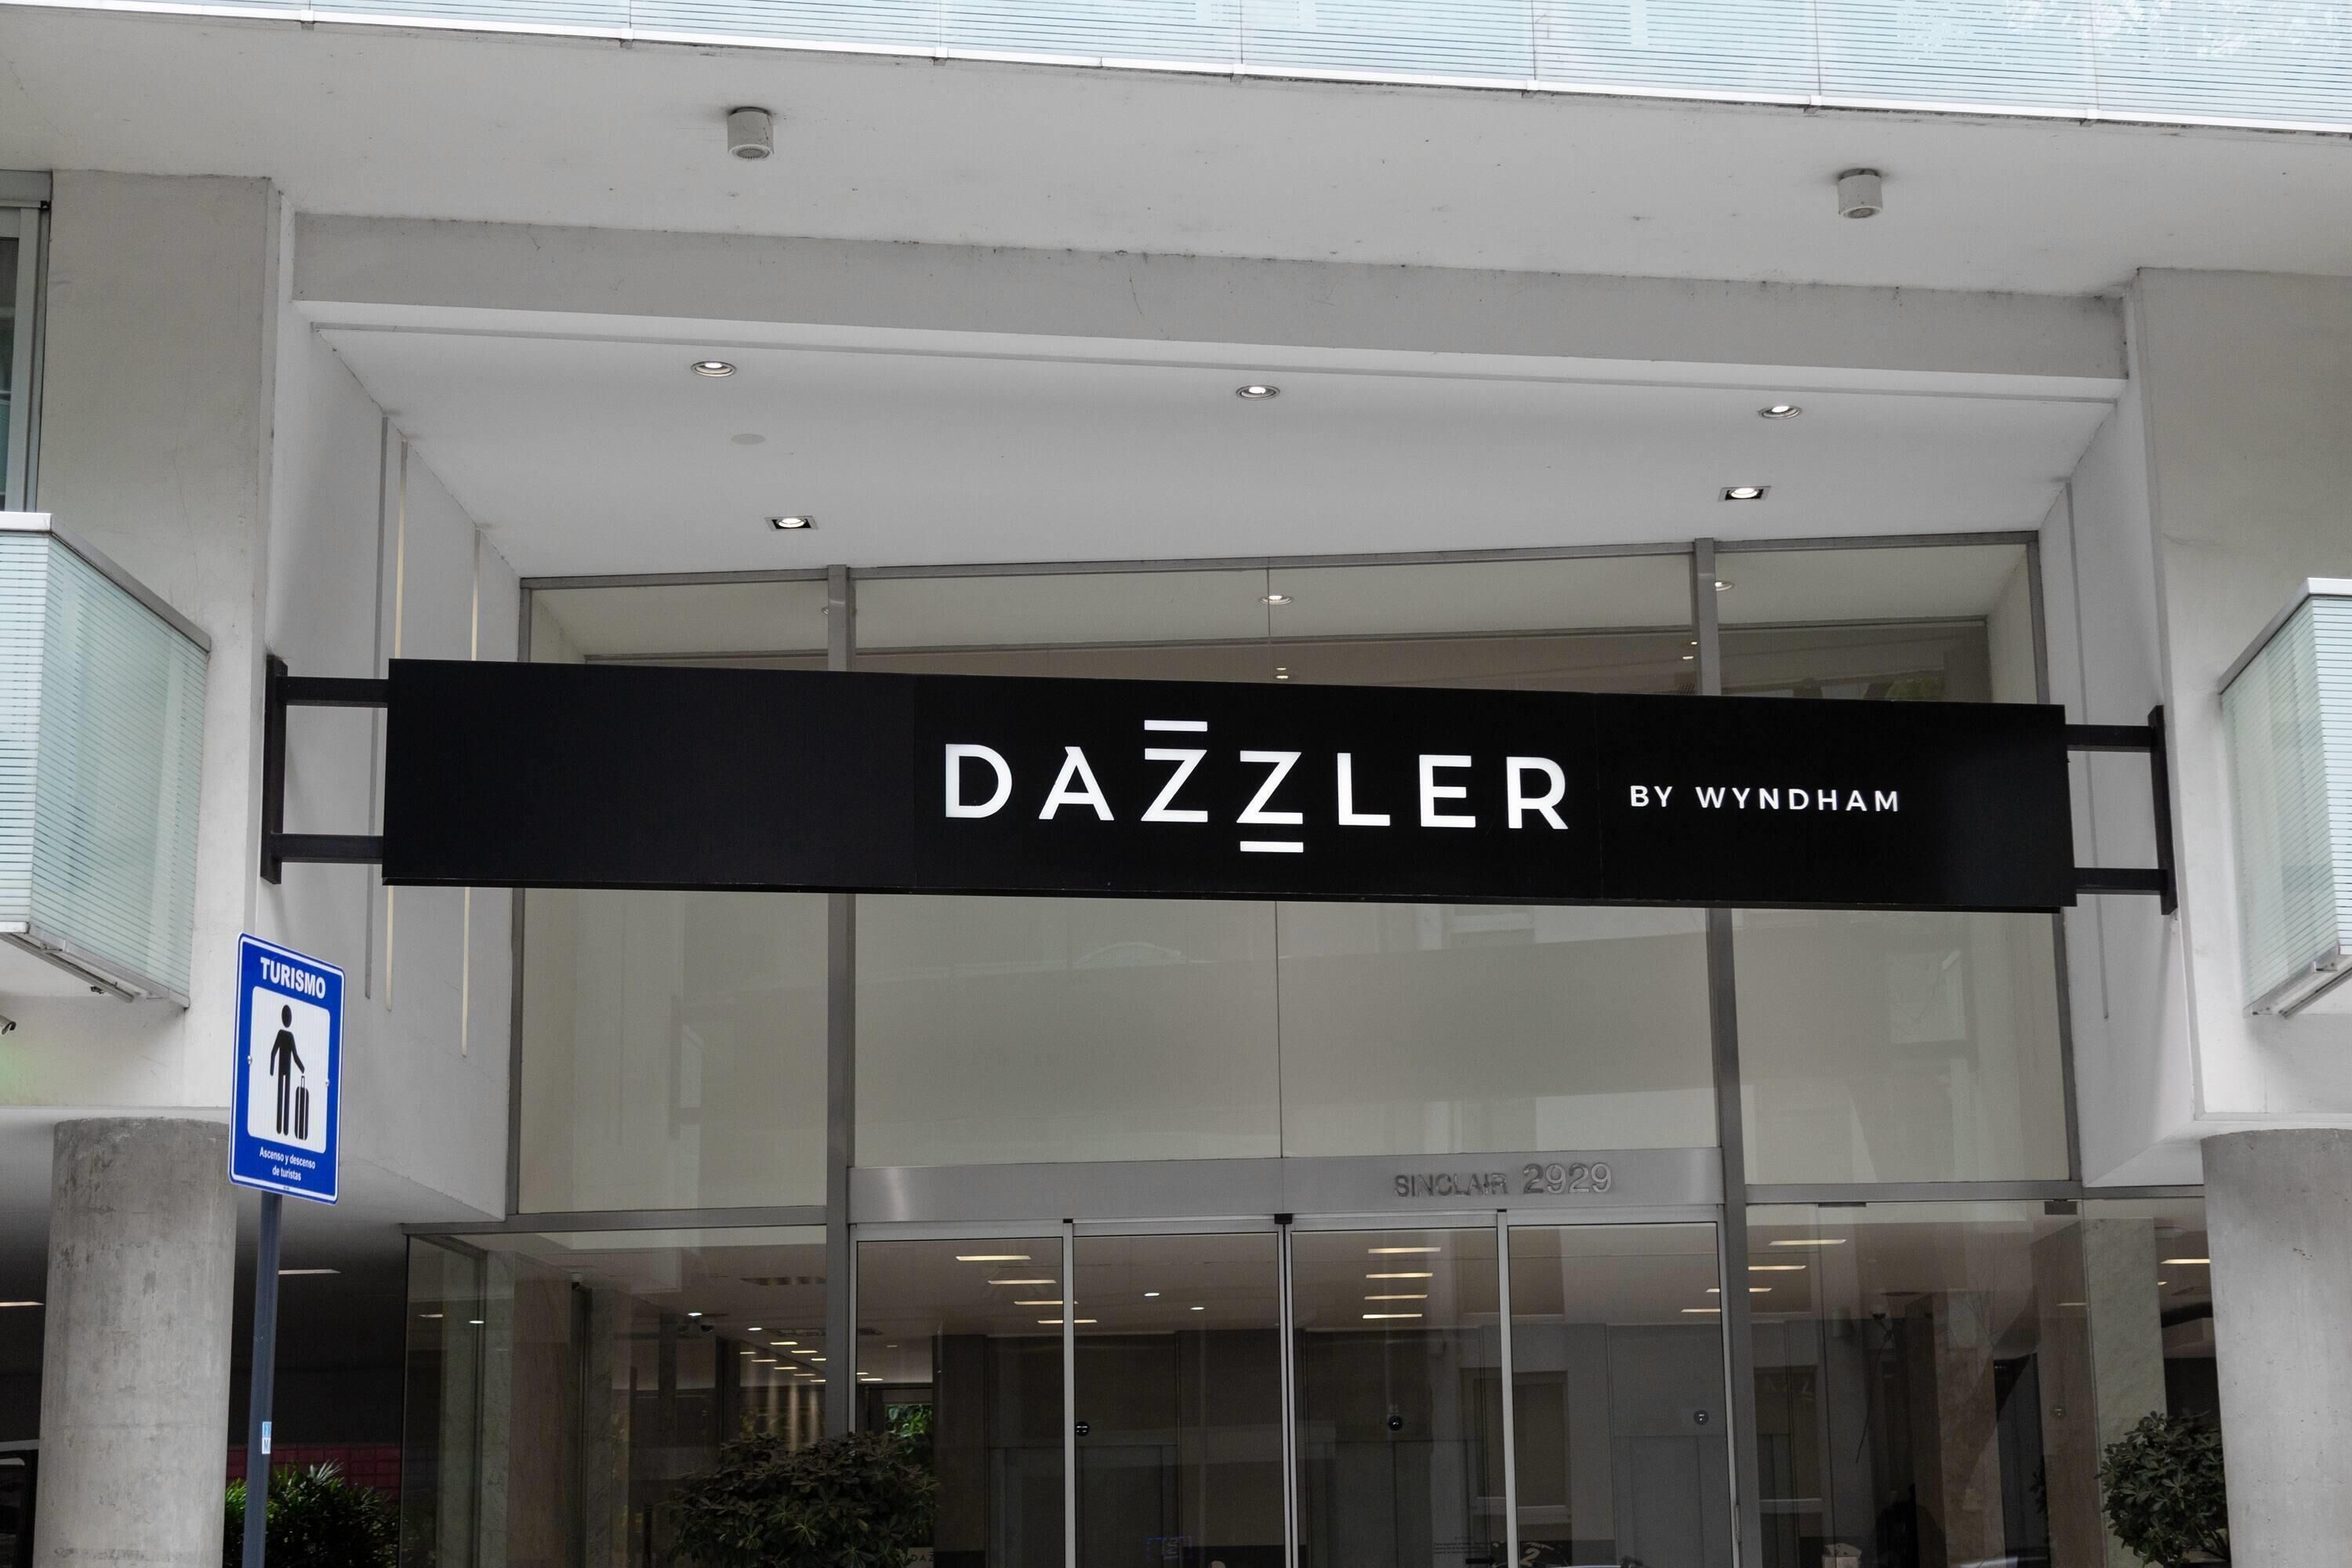 DAZZLER BY WYNDHAM
TURISMO
Ascenso y descenso
de turistas
SINCLAIR 2929